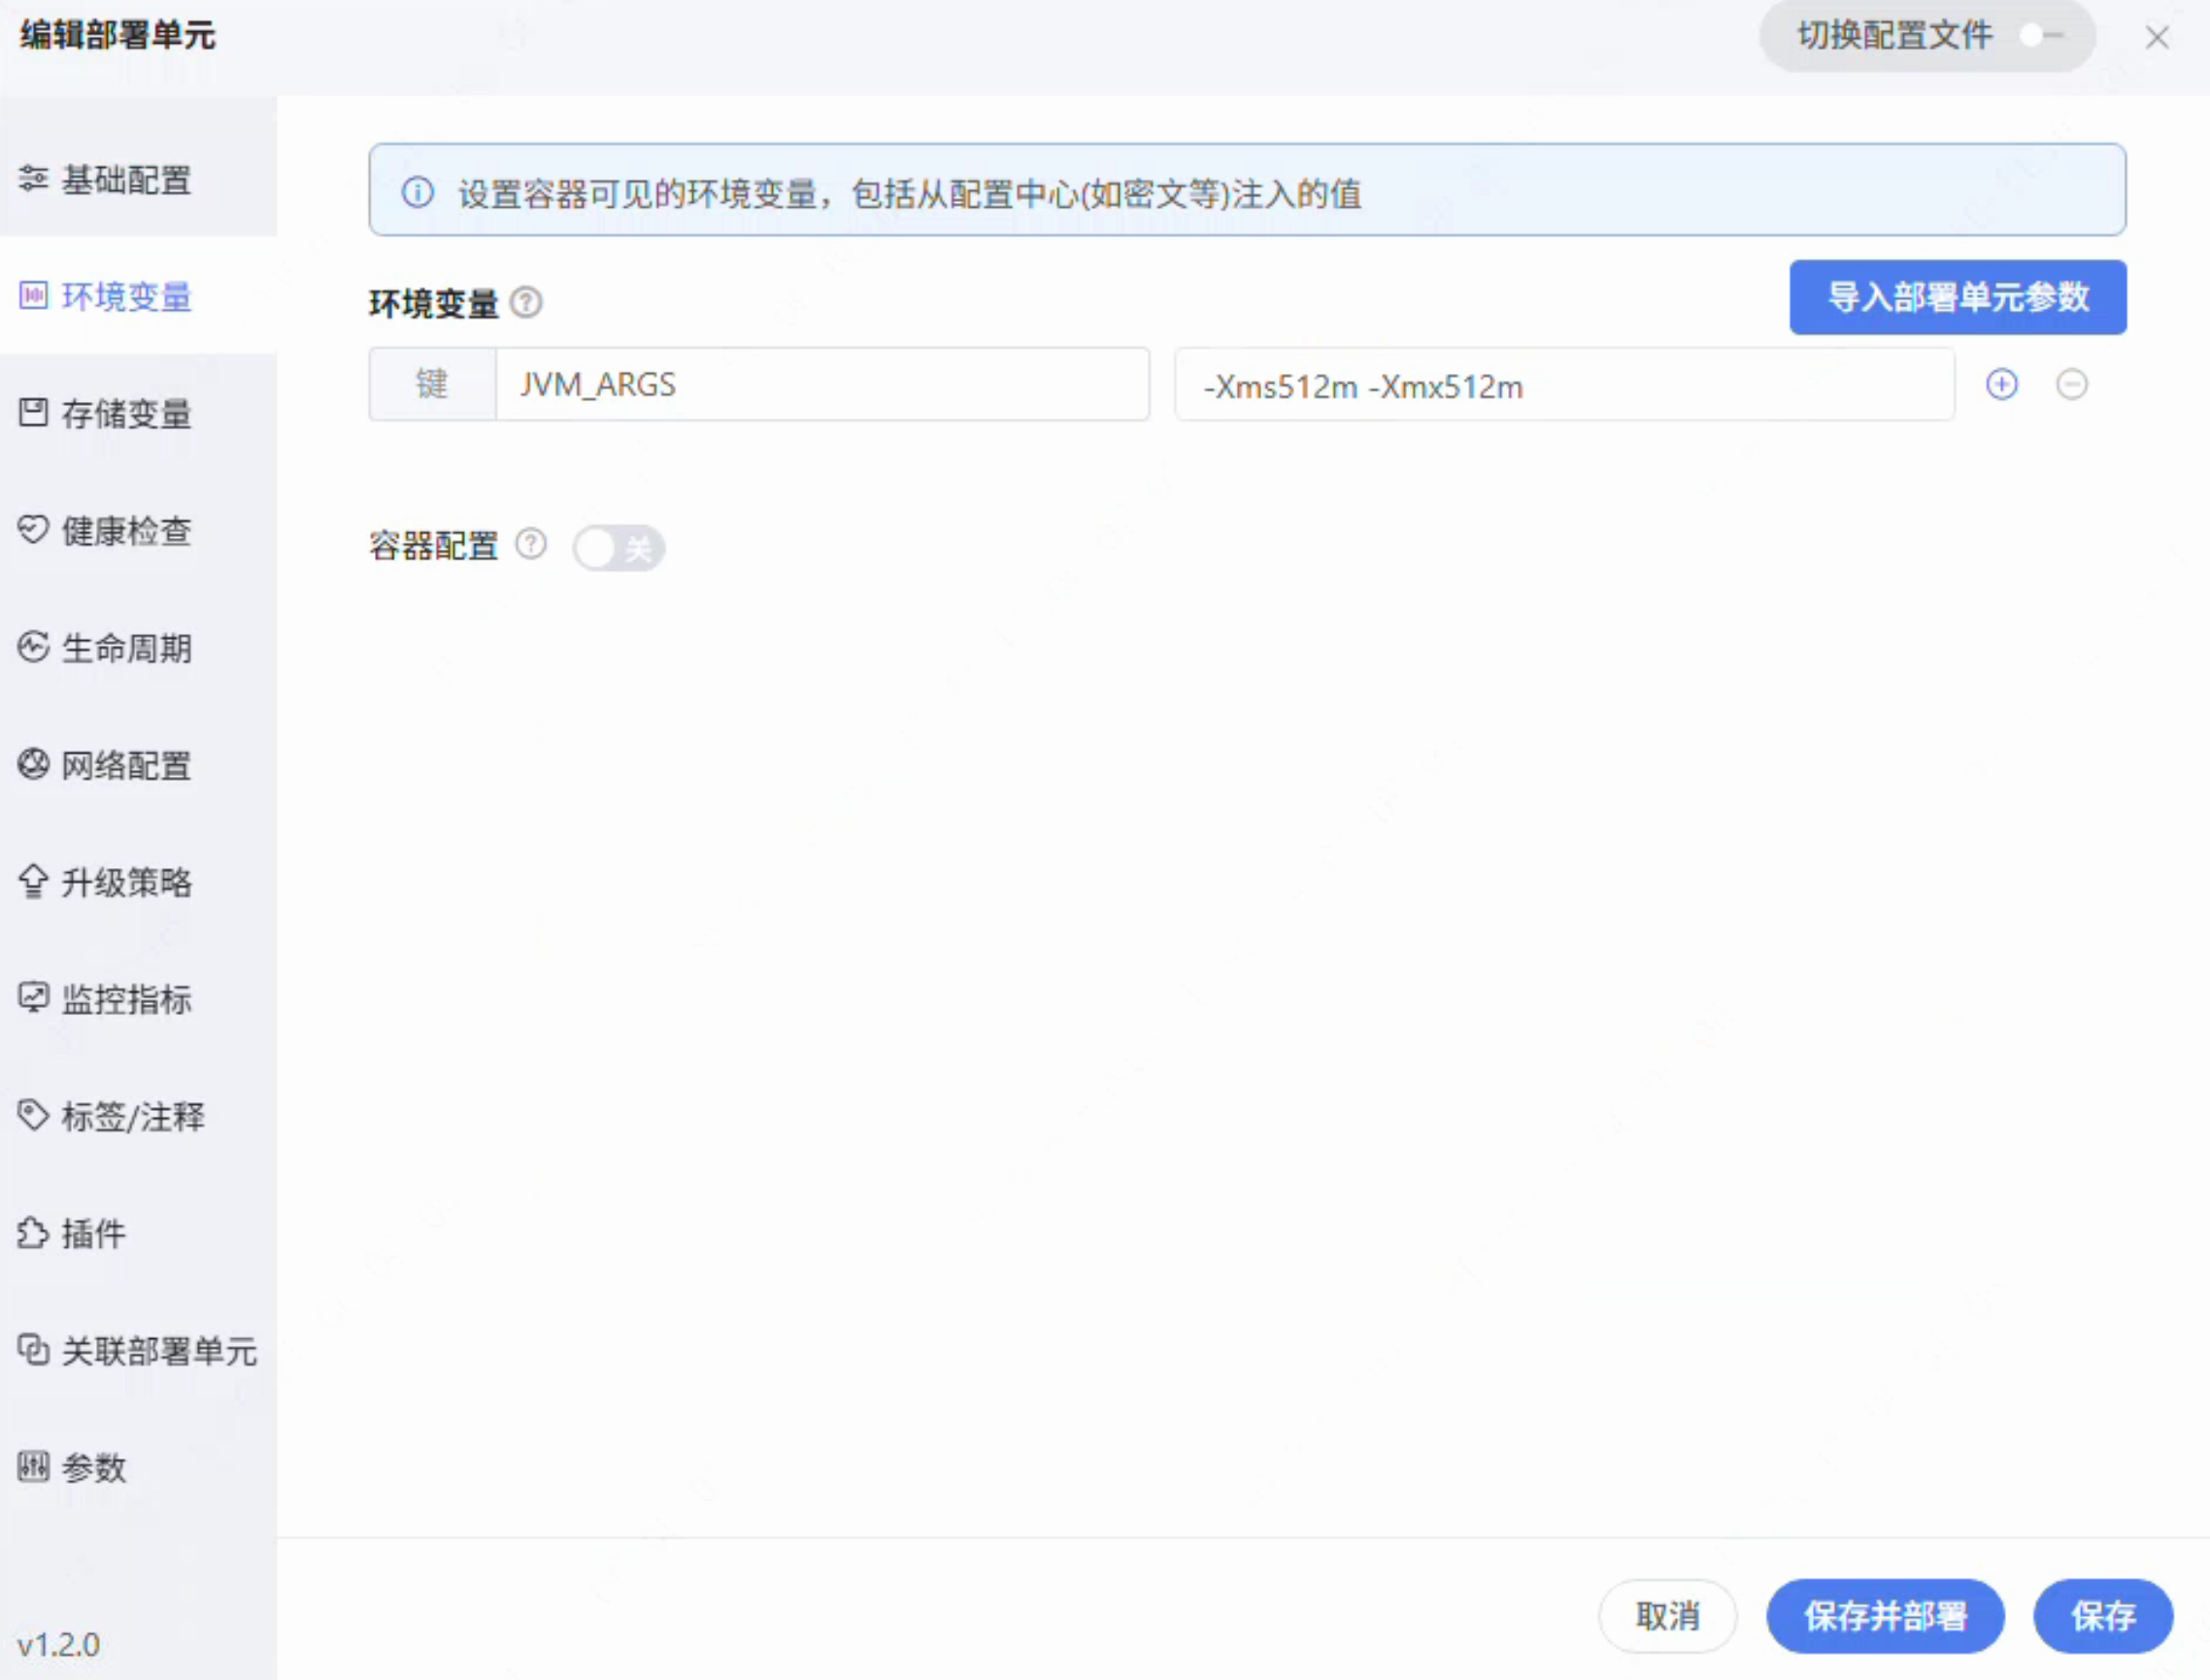 编辑部署单元
切换配置文件
基础配置
环境变量
存储变量
健康检查
生命周期
网络配置
升级策略
监控指标
标签/注释
插件
关联部署单元
参数
v1.2.0
设置容器可见的环境变量，包括从配置中心(如密文等)注入的值
环境变量
导入部署单元参数
键 JVM_ARGS -Xms512m -Xmx512m
容器配置 关
取消 保存并部署 保存